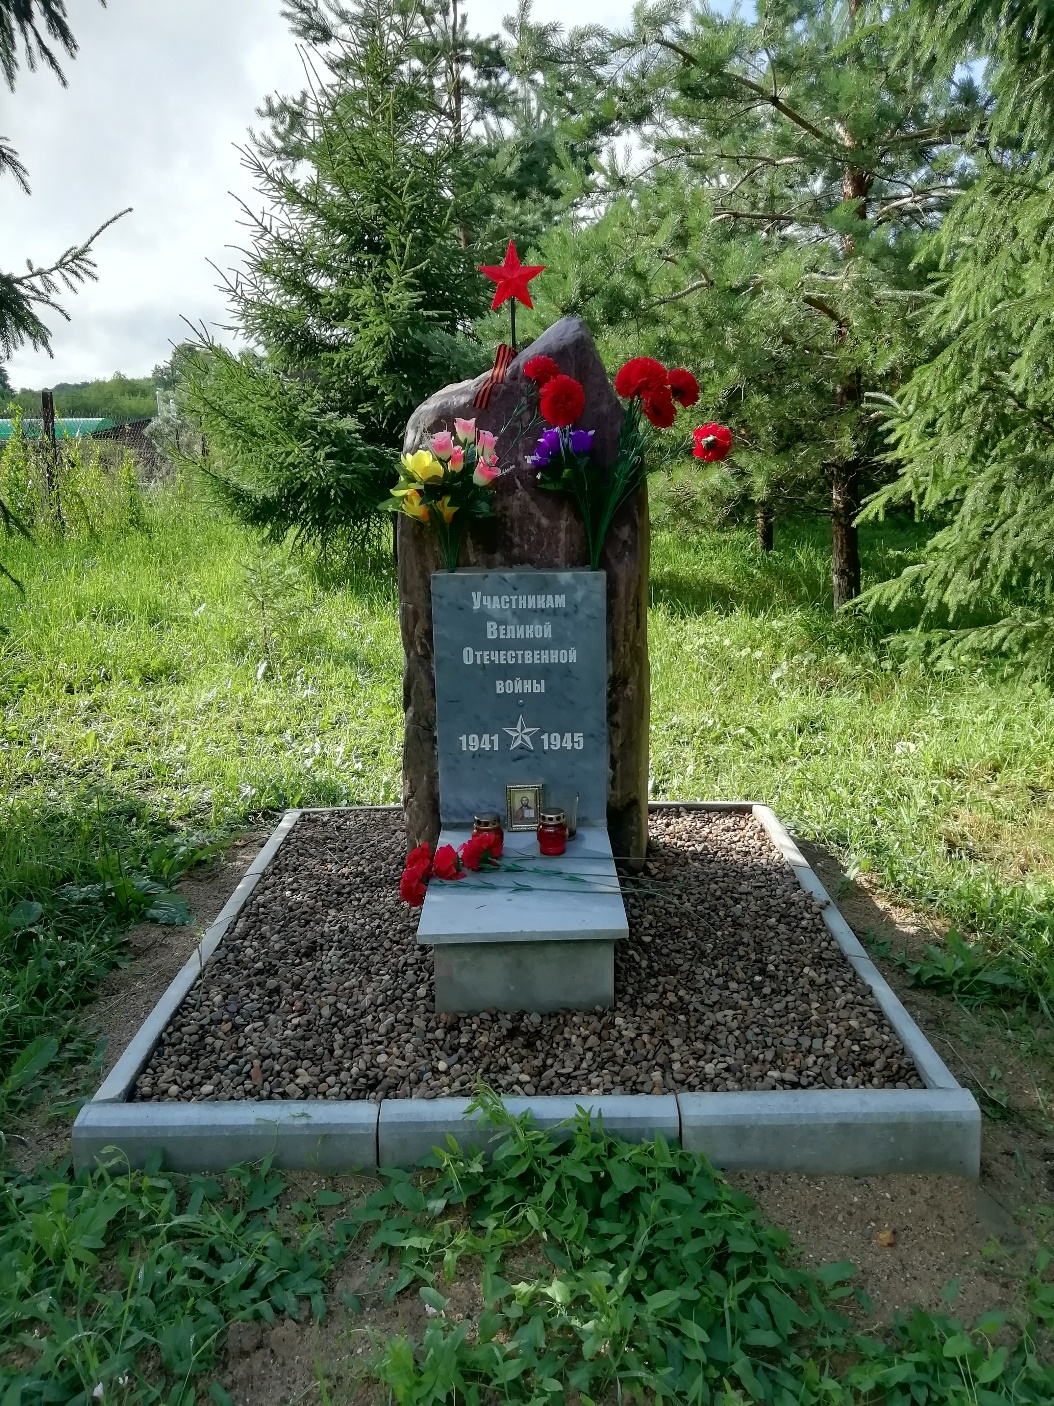 Участникам
Великой
Отечественной
войны
1941 1945